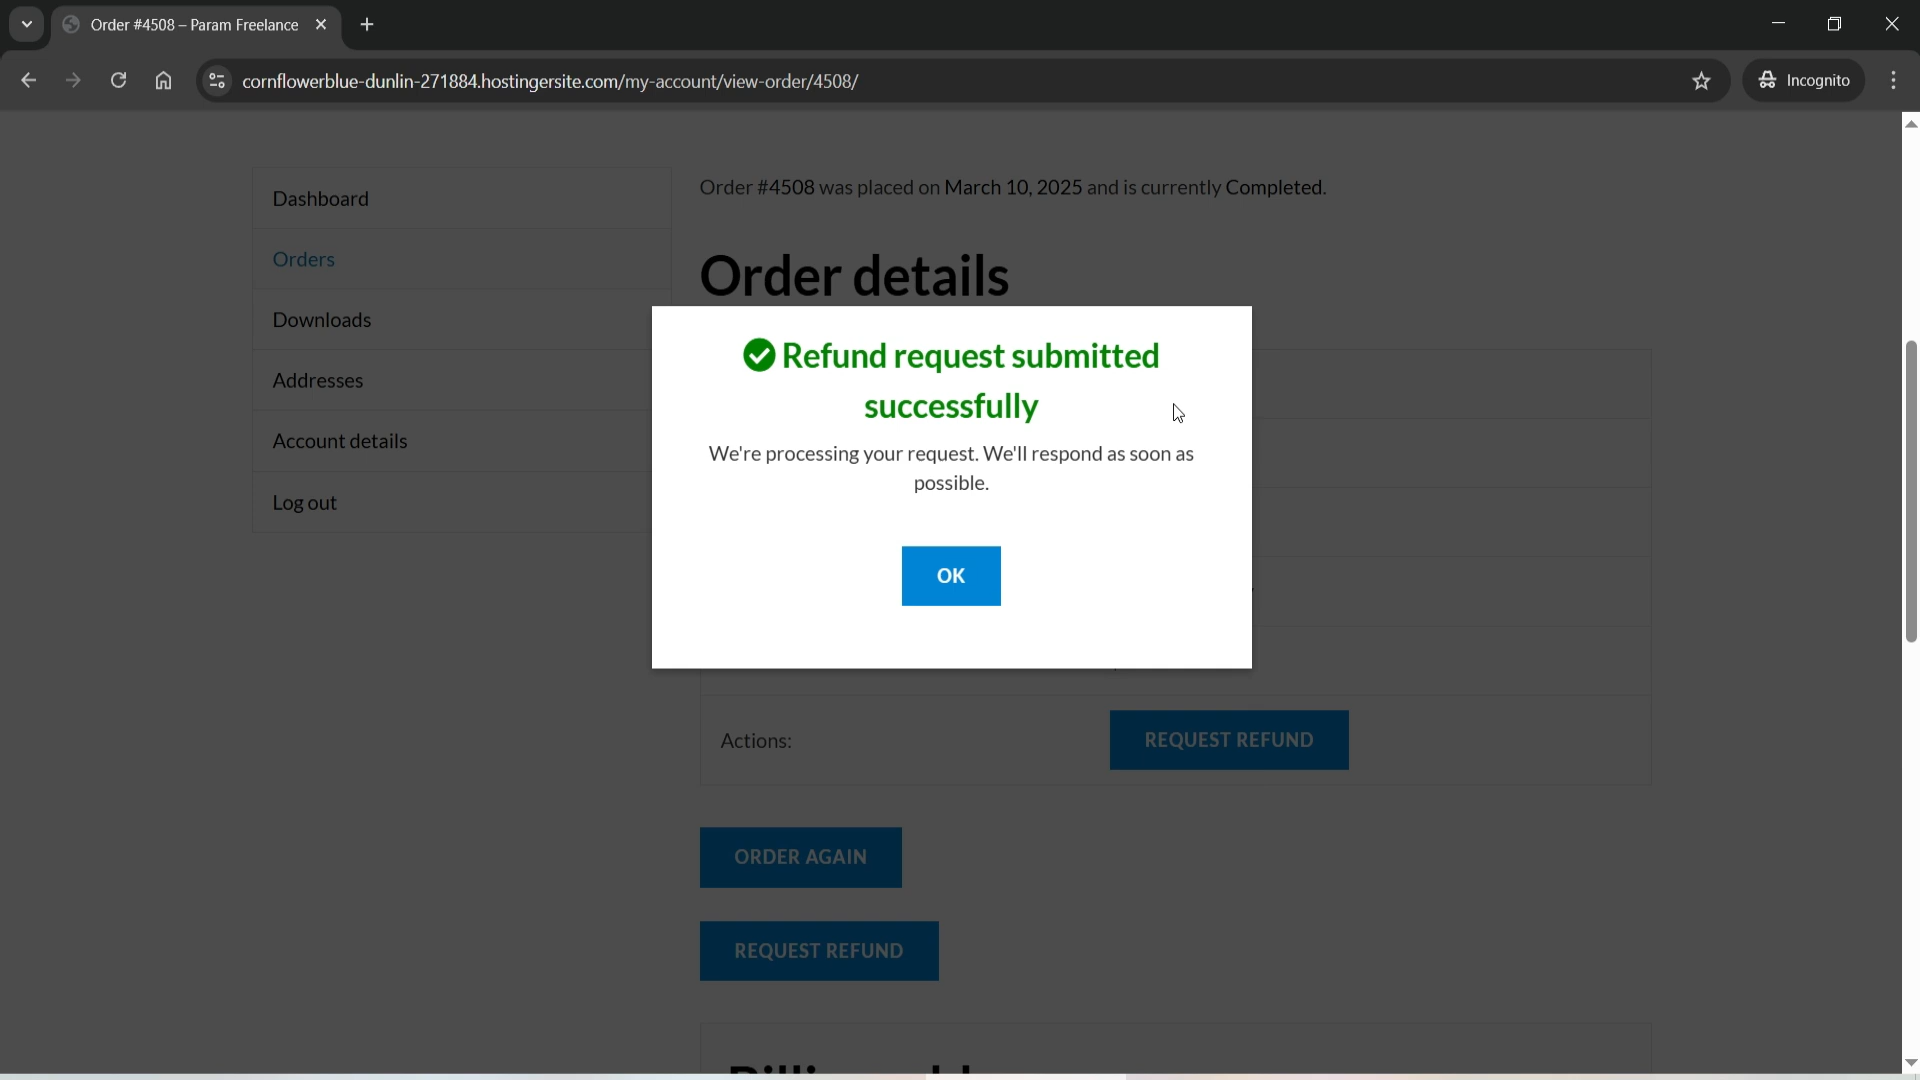 Order #4508 – Param Freelance
cornflowerblue-dunlin-271884.hostingersite.com/my-account/view-order/4508/
Incognito
Dashboard
Orders
Downloads
Addresses
Account details
Log out
Order #4508 was placed on March 10, 2025 and is currently Completed.
Order details
Refund request submitted
successfully
We're processing your request. We'll respond as soon as
possible.
OK
Actions:
REQUEST REFUND
ORDER AGAIN
REQUEST REFUND